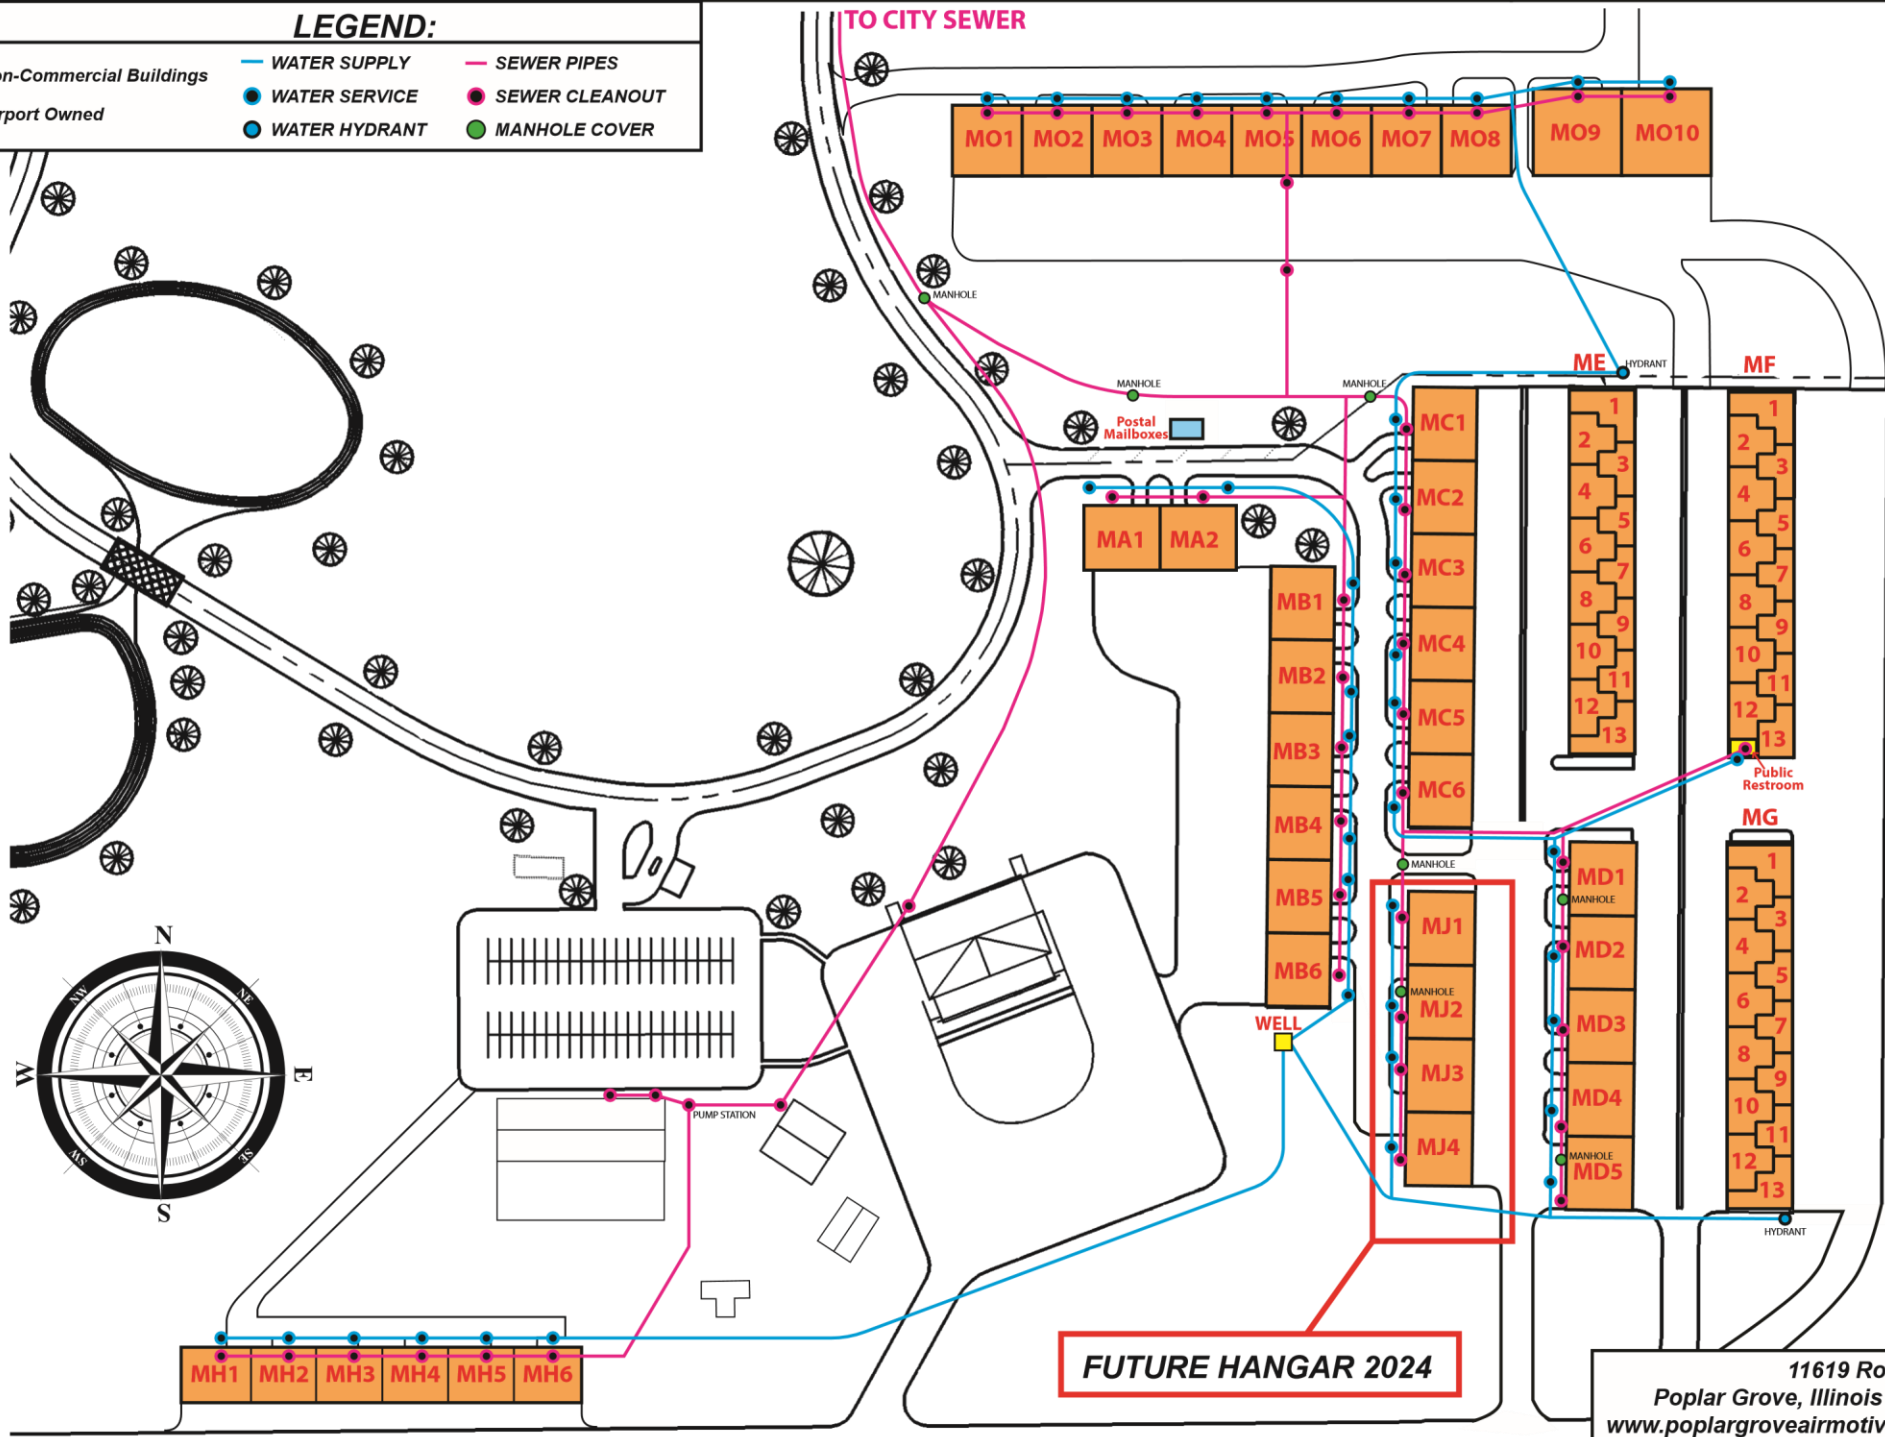 LEGEND:
on-Commercial Buildings
rport Owned
WATER SUPPLY
WATER SERVICE
WATER HYDRANT
SEWER PIPES
SEWER CLEANOUT
MANHOLE COVER
TO CITY SEWER
MO1 MO2 MO3 MO4 MO5 MO6 MO7 MO8 MO9 MO10
MANHOLE
MANHOLE
MANHOLE
HYDRANT
ME
MF
Postal
Mailboxes
MA1 MA2
MB1
MB2
MB3
MB4
MB5
MB6
MC1
MC2
MC3
MC4
MC5
MC6
1
2
3
4
5
6
7
8
9
10
11
12
13
1
2
3
4
5
6
7
8
9
10
11
12
13
Public
Restroom
MG
1
2
3
4
5
6
7
8
9
10
11
12
13
HYDRANT
MANHOLE
MJ1
MANHOLE
MJ2
MJ3
MJ4
MD1
MANHOLE
MD2
MD3
MD4
MANHOLE
MD5
WELL
PUMP STATION
N
NE
E
SE
S
SW
W
NW
MH1 MH2 MH3 MH4 MH5 MH6
FUTURE HANGAR 2024
11619 Ro
Poplar Grove, Illinois
www.poplargroveairmotiv